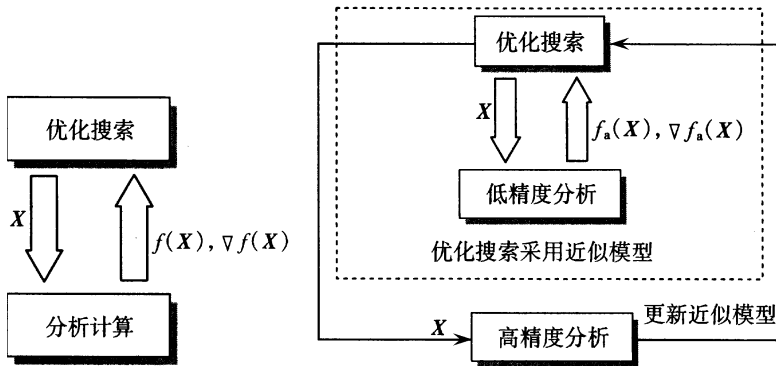 优化搜索
X
f(X), ∇f(X)
分析计算
优化搜索
X
fₐ(X), ∇fₐ(X)
低精度分析
优化搜索采用近似模型
X
高精度分析
更新近似模型